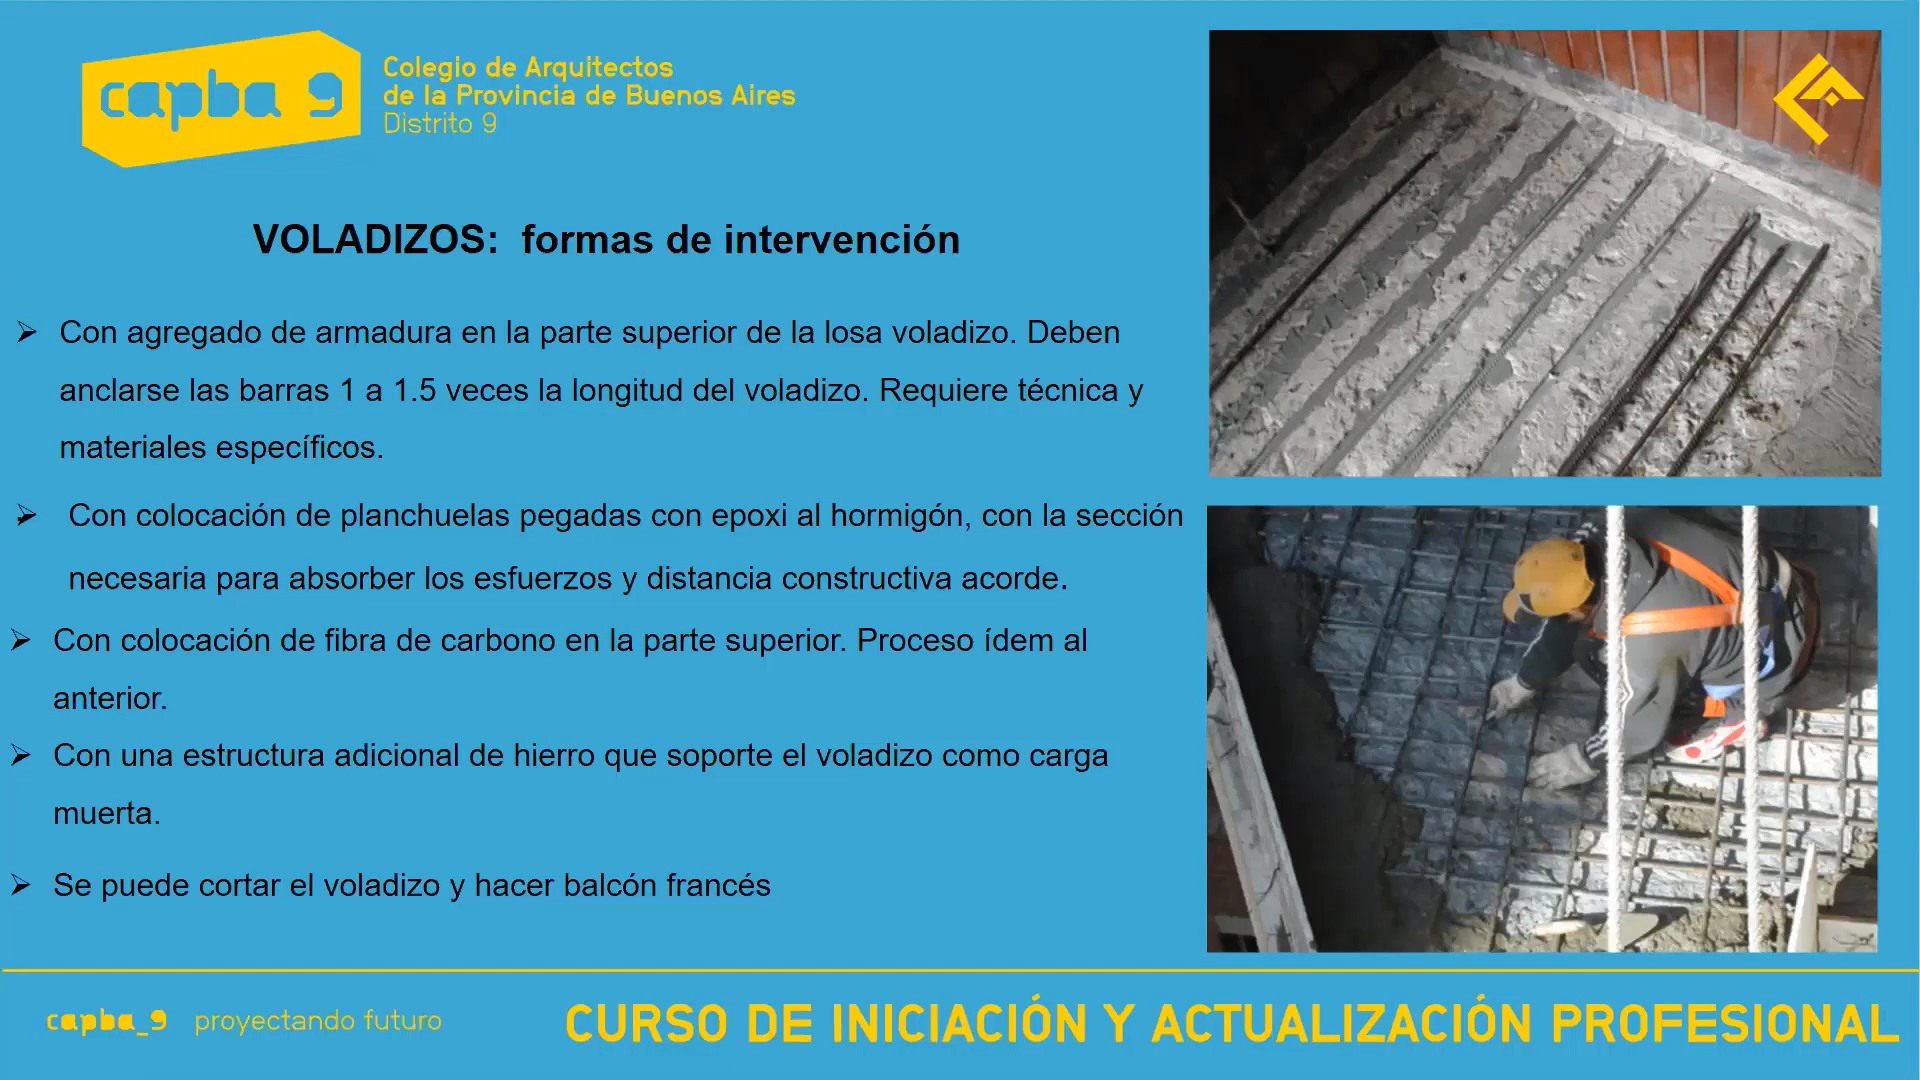 capba 9
Colegio de Arquitectos
de la Provincia de Buenos Aires
Distrito 9
VOLADIZOS:  formas de intervención
Con agregado de armadura en la parte superior de la losa voladizo. Deben
anclarse las barras 1 a 1.5 veces la longitud del voladizo. Requiere técnica y
materiales específicos.
Con colocación de planchuelas pegadas con epoxi al hormigón, con la sección
necesaria para absorber los esfuerzos y distancia constructiva acorde.
Con colocación de fibra de carbono en la parte superior. Proceso ídem al
anterior.
Con una estructura adicional de hierro que soporte el voladizo como carga
muerta.
Se puede cortar el voladizo y hacer balcón francés
capba_9 proyectando futuro
CURSO DE INICIACIÓN Y ACTUALIZACIÓN PROFESIONAL